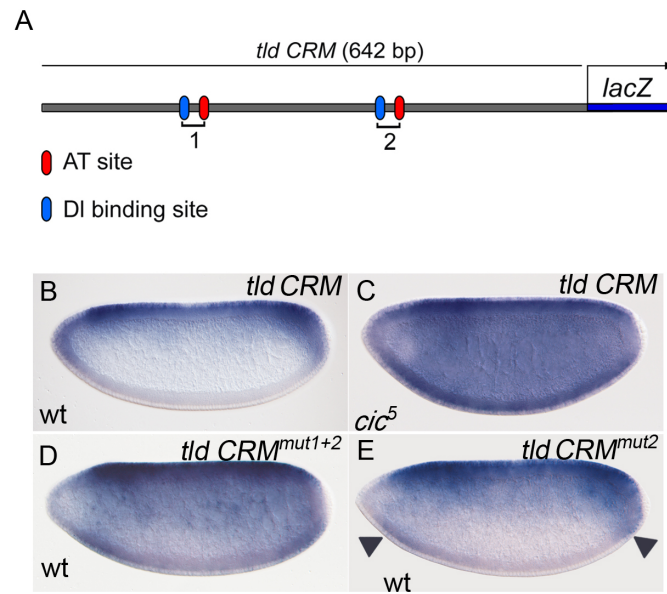 A
tld CRM (642 bp)
lacZ
1
2
AT site
Dl binding site
B
tld CRM
wt
C
tld CRM
cic5
D
tld CRMmut1+2
wt
E
tld CRMmut2
wt